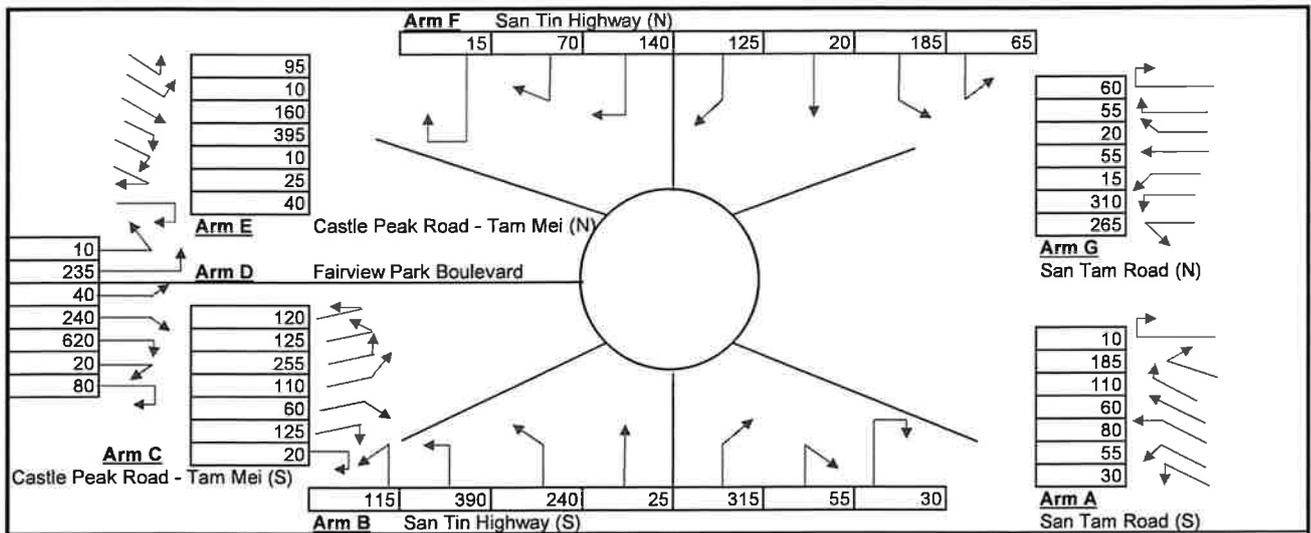 Arm F San Tin Highway (N)
15 70 140 125 20 185 65
95
10
160
395
10
25
40
Arm E Castle Peak Road - Tam Mei (N)
60
55
20
55
15
310
265
Arm G
San Tam Road (N)
10
235
40
240
620
20
80
Arm D Fairview Park Boulevard
120
125
255
110
60
125
20
Arm C
Castle Peak Road - Tam Mei (S)
10
185
110
60
80
55
30
Arm A
San Tam Road (S)
115 390 240 25 315 55 30
Arm B San Tin Highway (S)